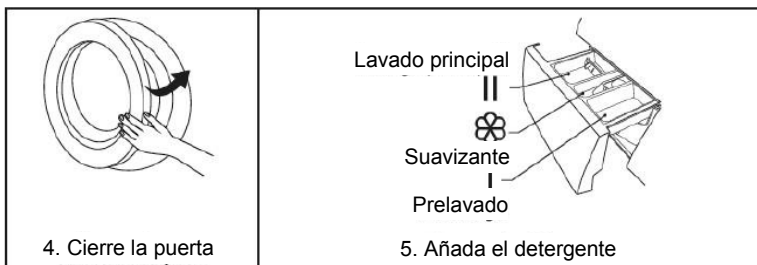 Lavado principal
II
Suavizante
I
Prelavado
4. Cierre la puerta
5. Añada el detergente